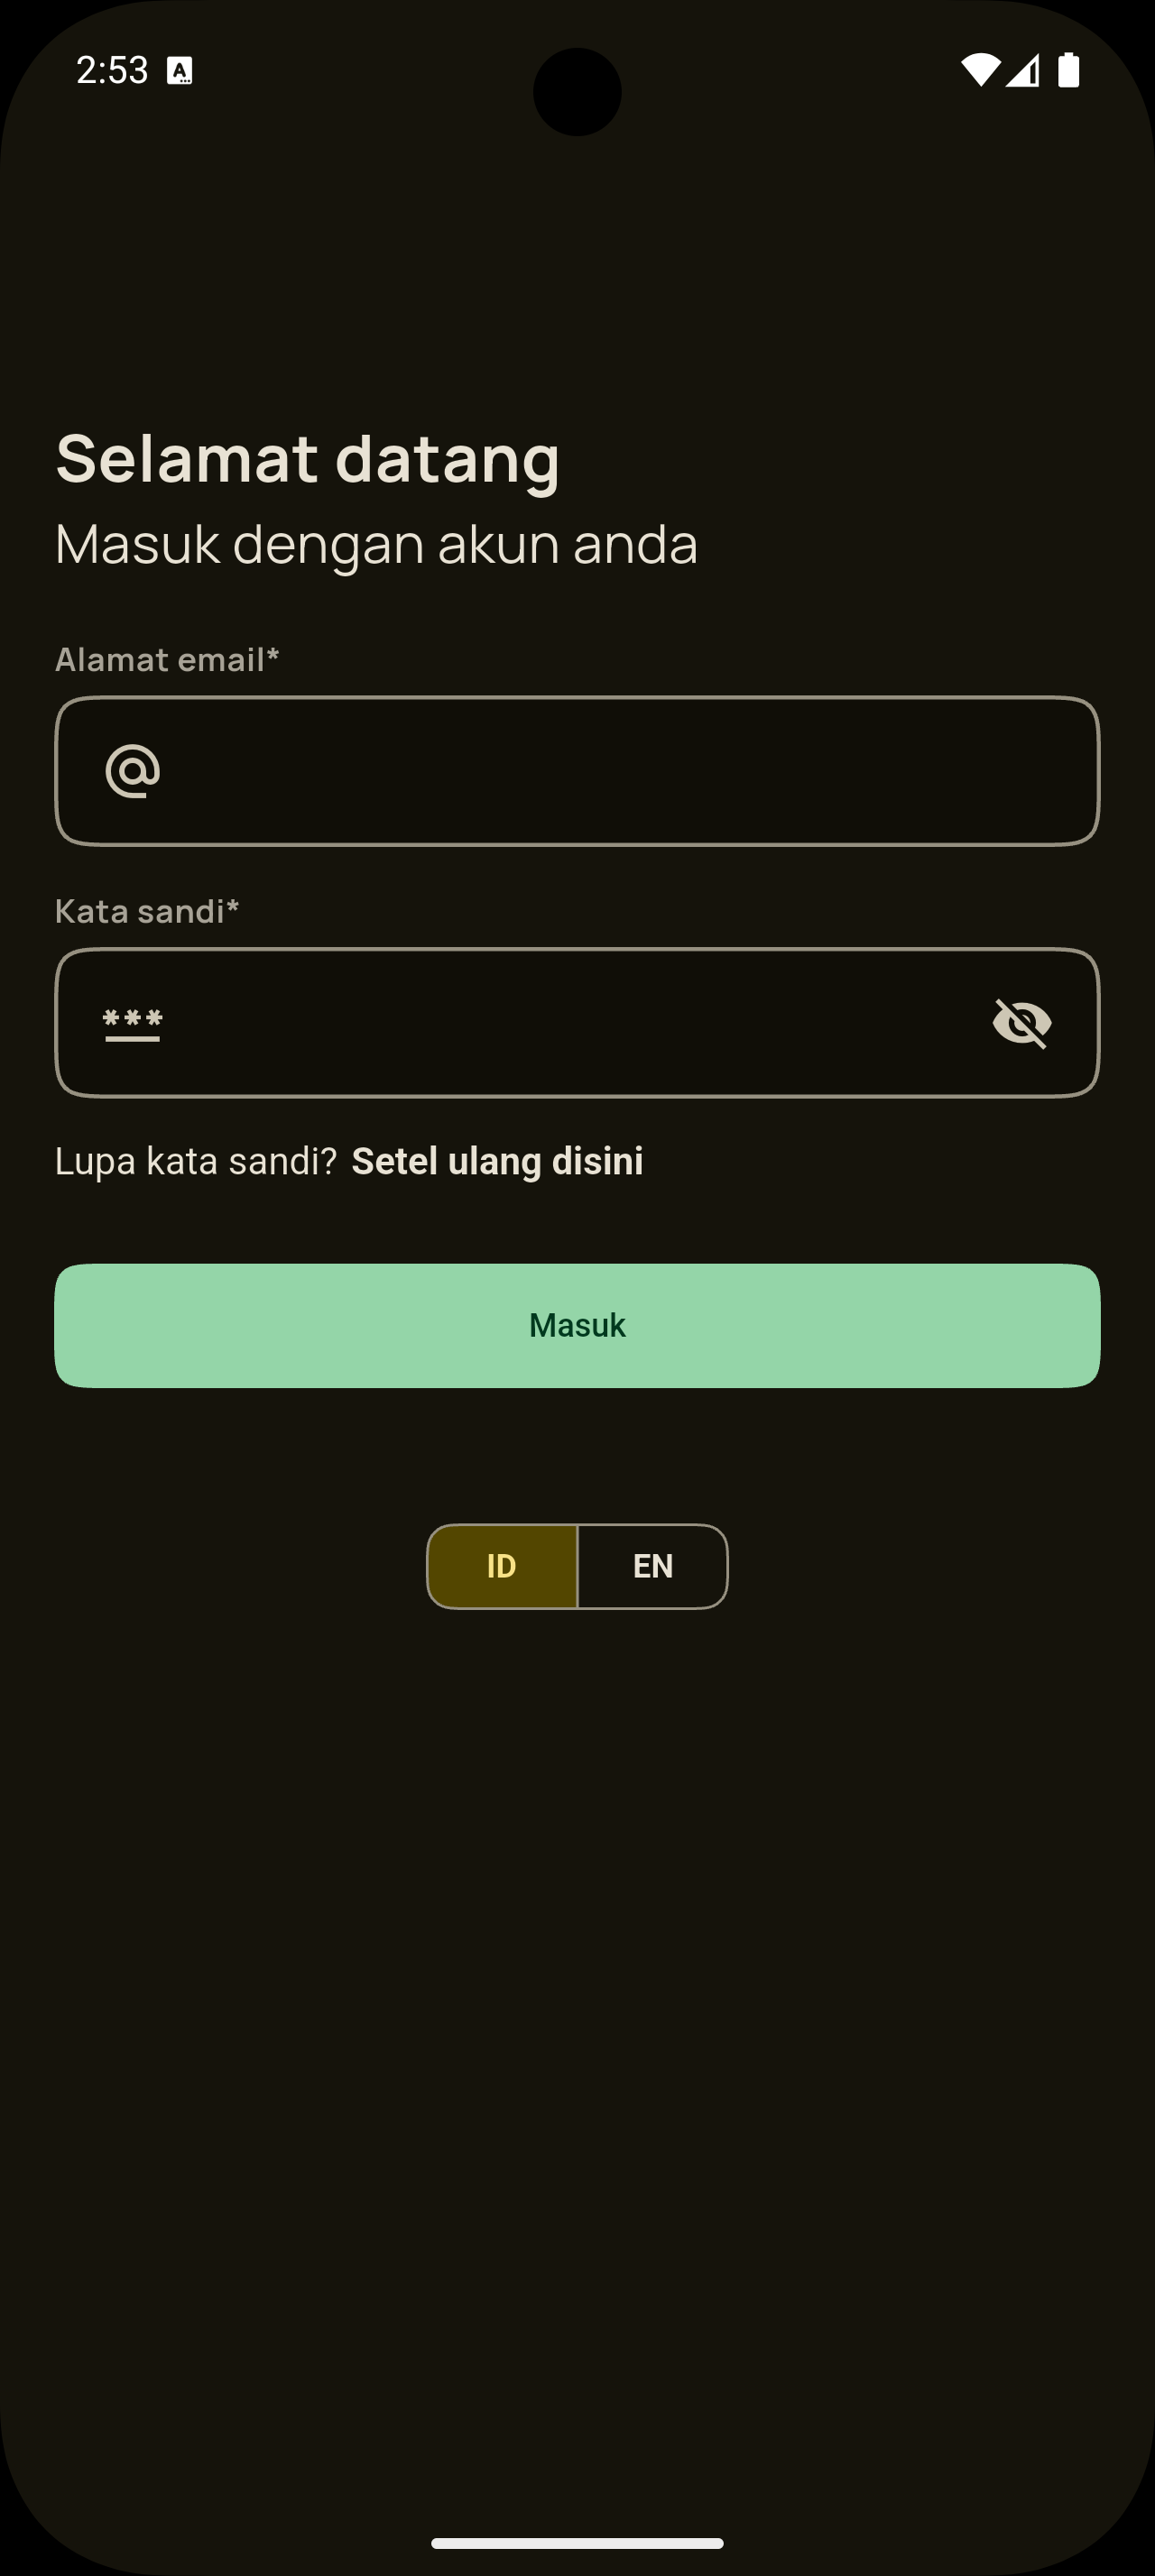 2:53
Selamat datang
Masuk dengan akun anda
Alamat email*
Kata sandi*
Lupa kata sandi? Setel ulang disini
Masuk
ID EN